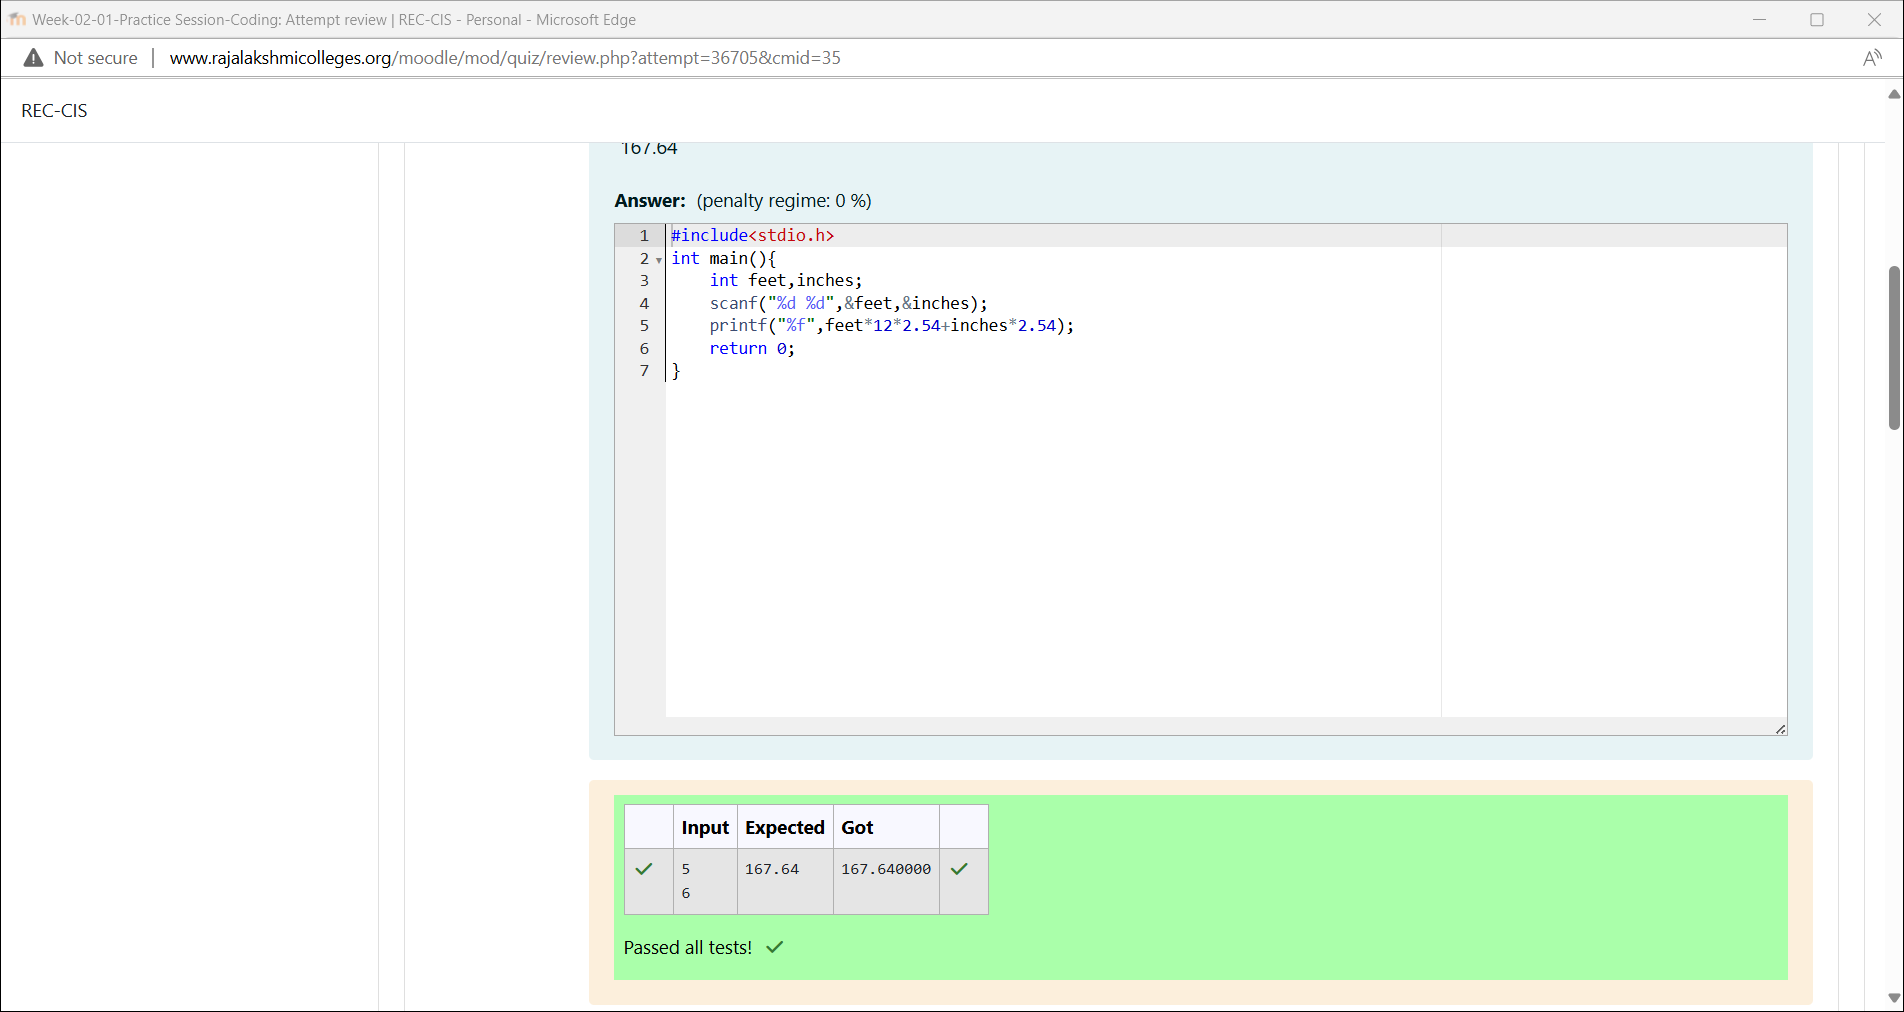 Week-02-01-Practice Session-Coding: Attempt review | REC-CIS - Personal - Microsoft Edge
Not secure | www.rajalakshmicolleges.org/moodle/mod/quiz/review.php?attempt=36705&cmid=35
REC-CIS
167.64
Answer: (penalty regime: 0 %)
1 #include<stdio.h>
2 int main(){
3     int feet,inches;
4     scanf("%d %d",&feet,&inches);
5     printf("%f",feet*12*2.54+inches*2.54);
6     return 0;
7 }
Input Expected Got
5 167.64 167.640000
6
Passed all tests!